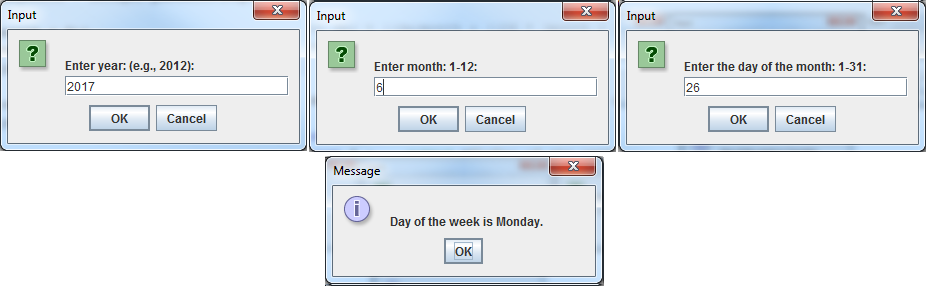 Input
Enter year: (e.g., 2012):
2017
OK Cancel
Input
Enter month: 1-12:
6
OK Cancel
Input
Enter the day of the month: 1-31:
26
OK Cancel
Message
Day of the week is Monday.
OK